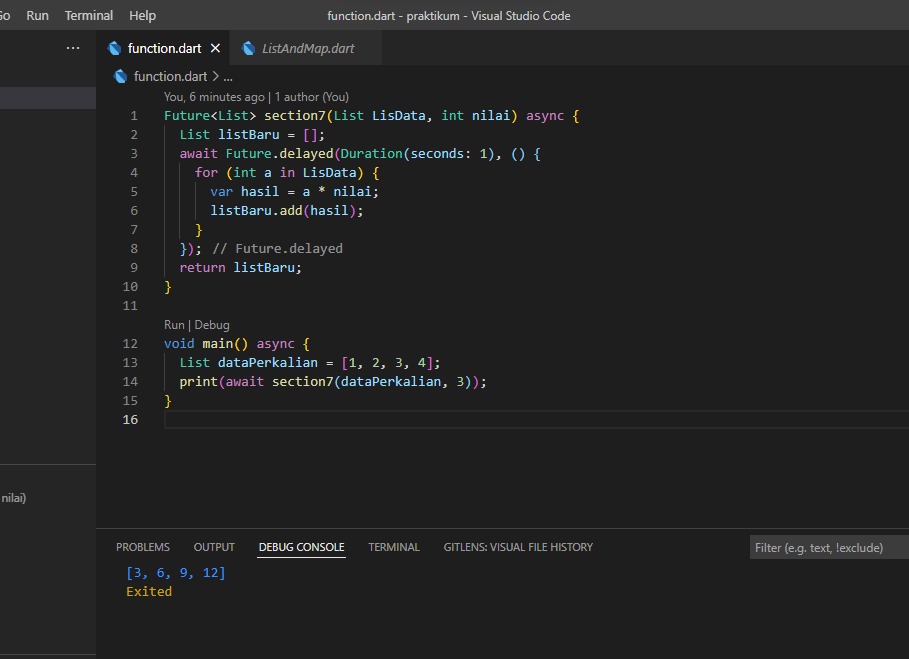 Go Run Terminal Help function.dart - praktikum - Visual Studio Code
··· function.dart × ListAndMap.dart
function.dart > ...
You, 6 minutes ago | 1 author (You)
1 Future<List> section7(List LisData, int nilai) async {
2 List listBaru = [];
3 await Future.delayed(Duration(seconds: 1), () {
4 for (int a in LisData) {
5 var hasil = a * nilai;
6 listBaru.add(hasil);
7 }
8 }); // Future.delayed
9 return listBaru;
10 }
11
Run | Debug
12 void main() async {
13 List dataPerkalian = [1, 2, 3, 4];
14 print(await section7(dataPerkalian, 3));
15 }
16
nilai)
PROBLEMS OUTPUT DEBUG CONSOLE TERMINAL GITLENS: VISUAL FILE HISTORY Filter (e.g. text, !exclude)
[3, 6, 9, 12]
Exited